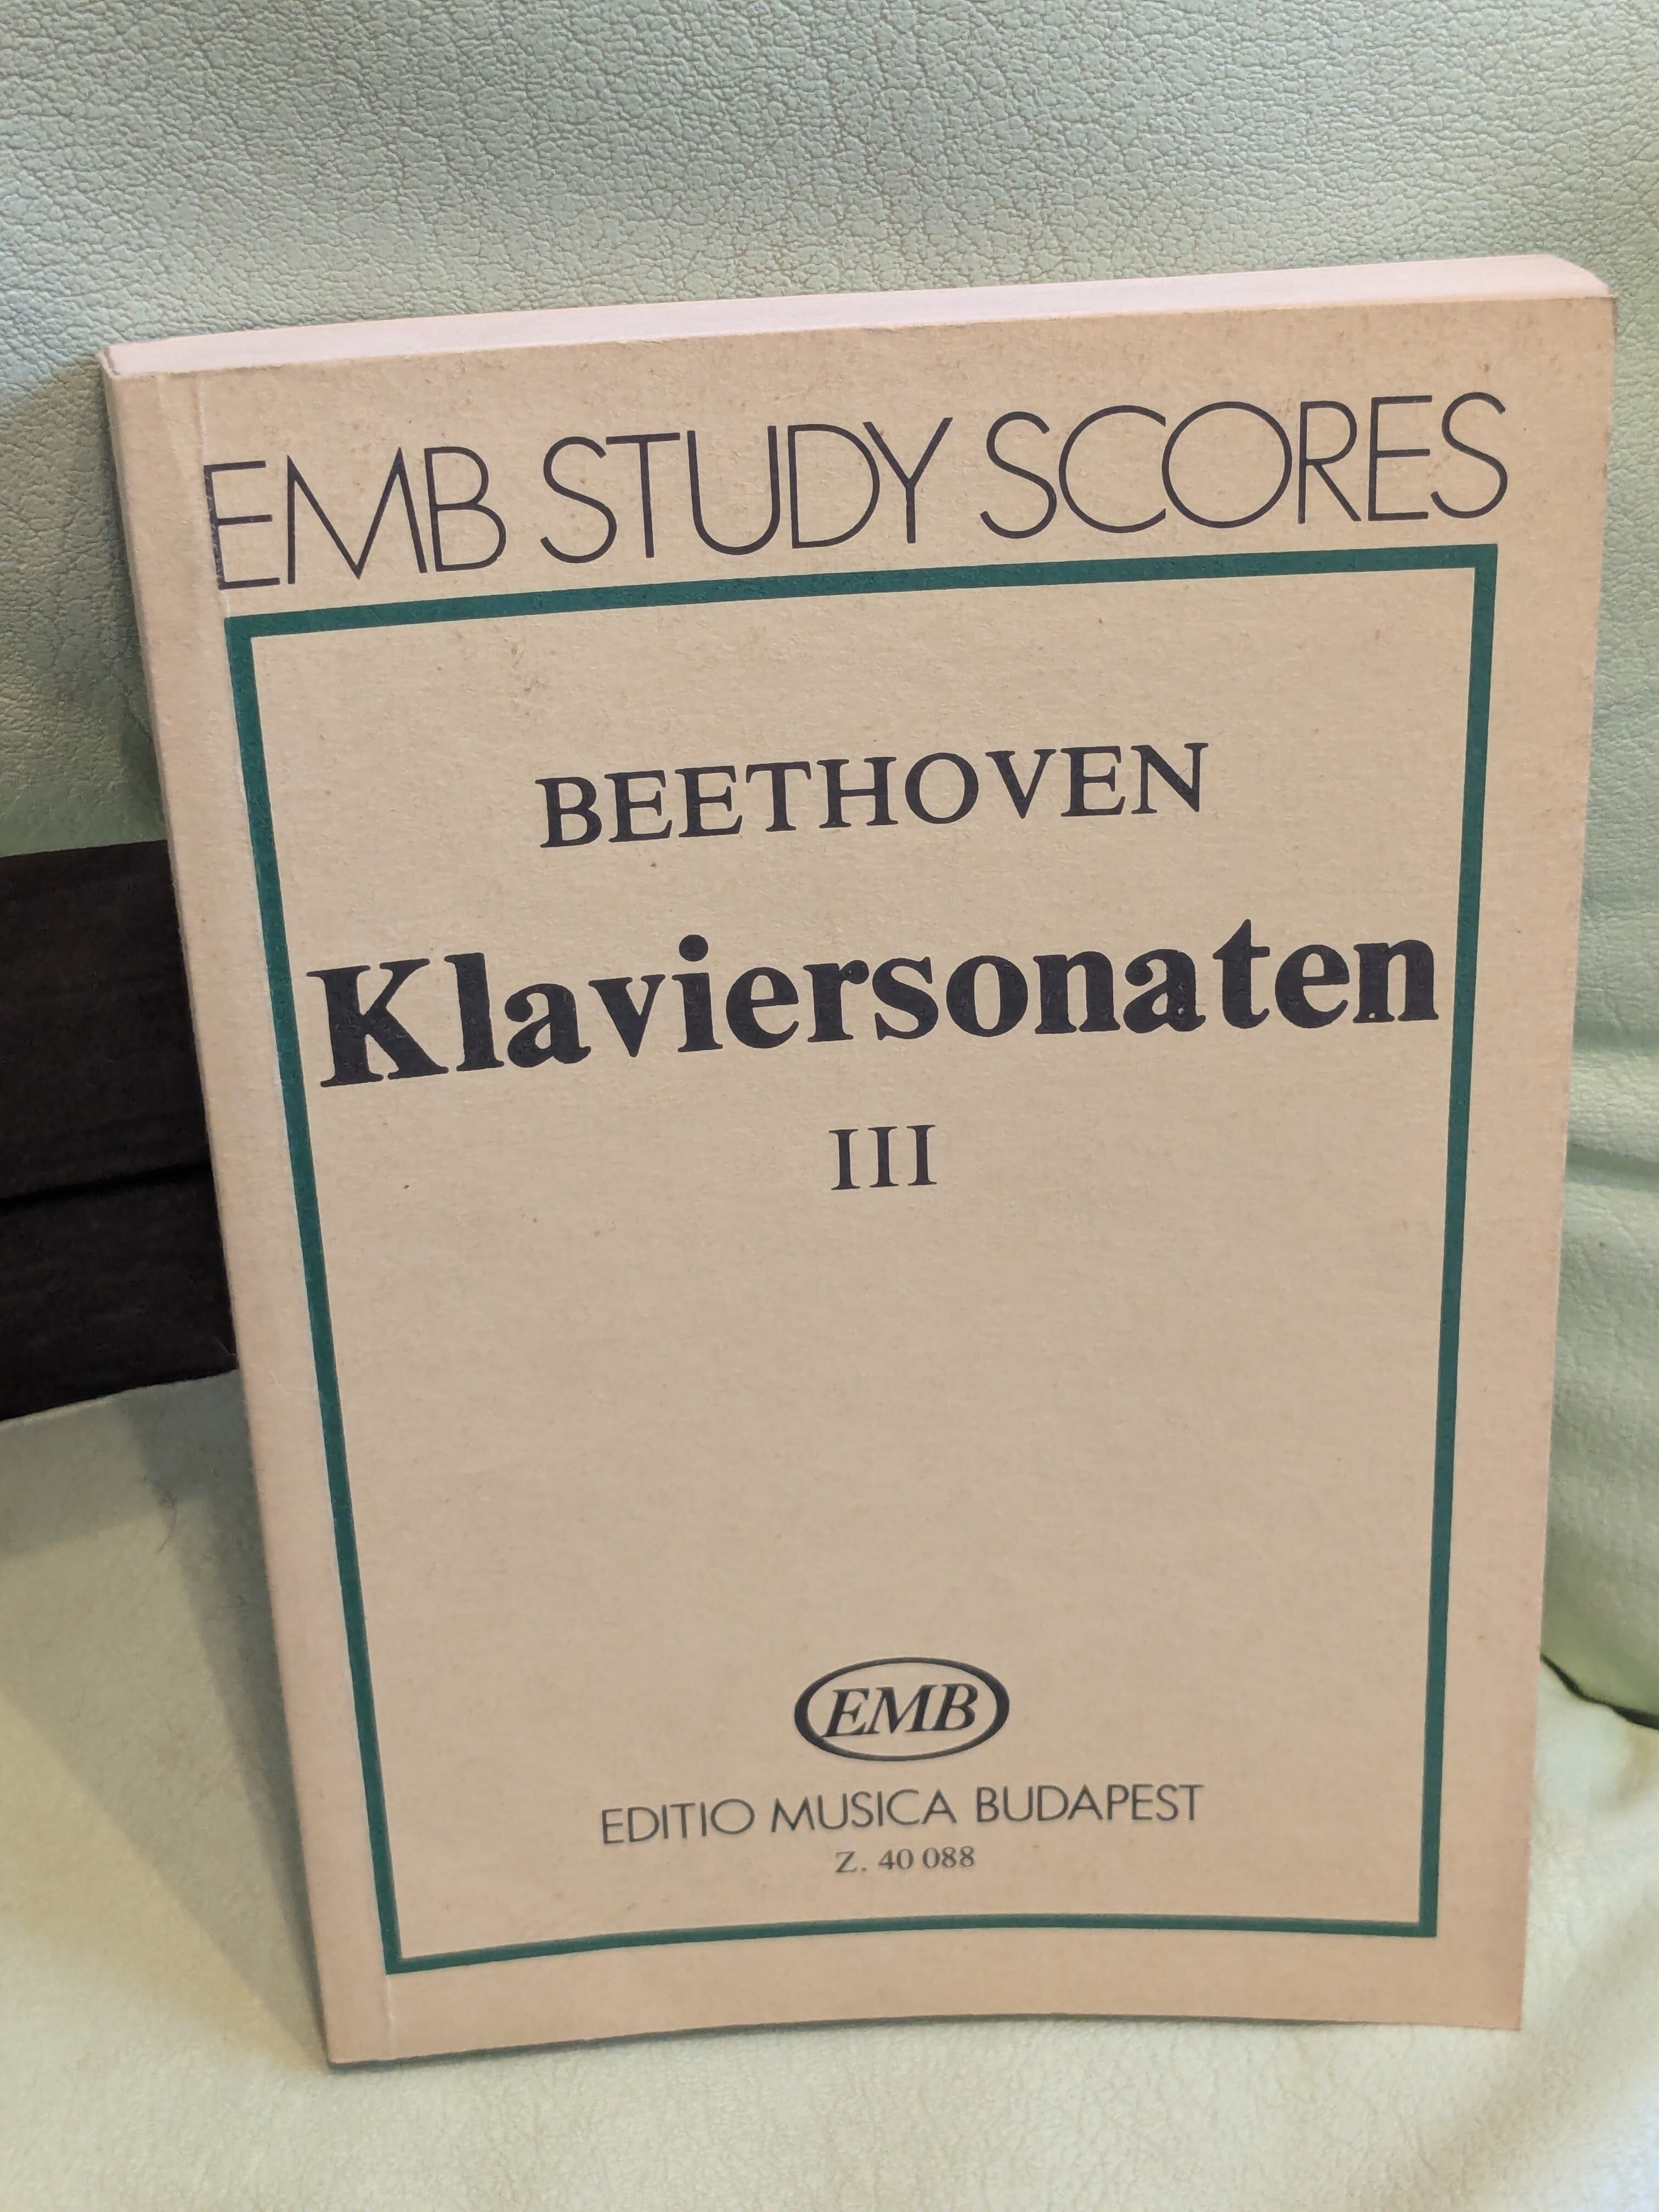 EMB STUDY SCORES
BEETHOVEN
Klaviersonaten
III
EMB
EDITIO MUSICA BUDAPEST
Z. 40 088